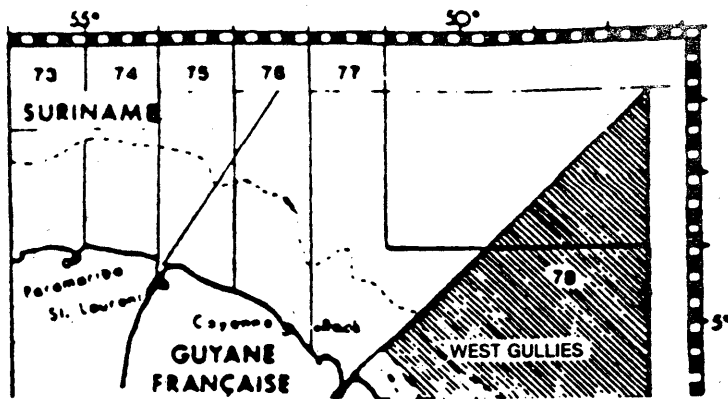 55° 50°
73 74 75 76 77
SURINAME
78
Paramaribo
St. Laurent
Cayenne
5°
WEST GULLIES
GUYANE
FRANÇAISE